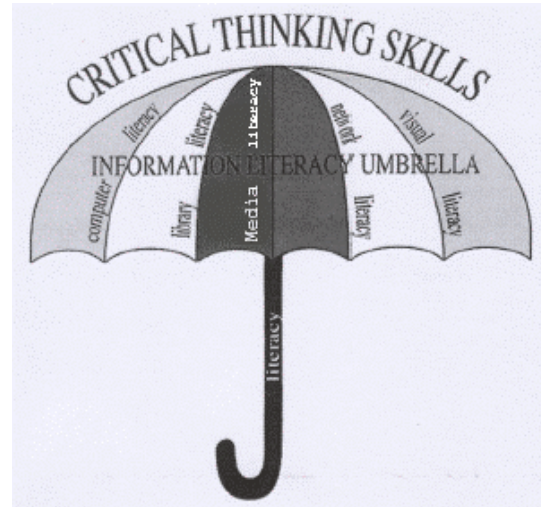 CRITICAL THINKING SKILLS
INFORMATION LITERACY UMBRELLA
computer literacy
library literacy
Media literacy
network literacy
visual literacy
literacy